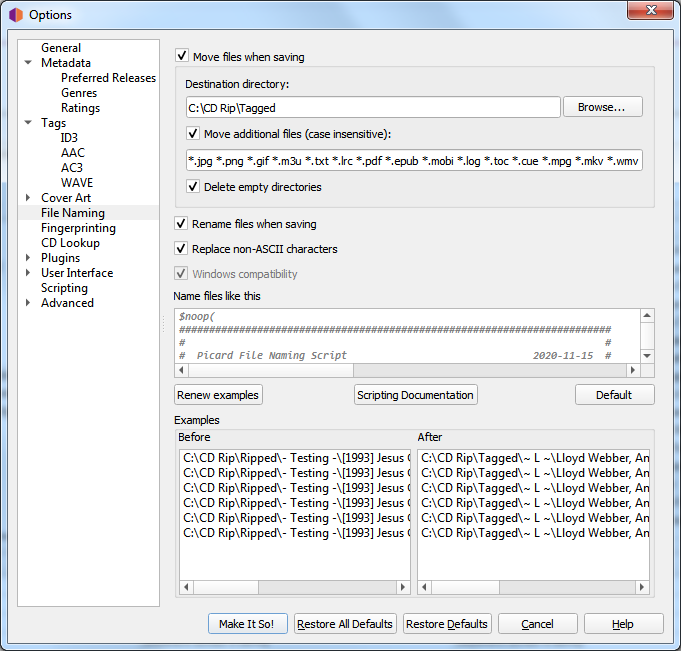 Options
General
Metadata
Preferred Releases
Genres
Ratings
Tags
ID3
AAC
AC3
WAVE
Cover Art
File Naming
Fingerprinting
CD Lookup
Plugins
User Interface
Scripting
Advanced
Move files when saving
Destination directory:
C:\CD Rip\Tagged
Browse...
Move additional files (case insensitive):
*.jpg *.png *.gif *.m3u *.txt *.lrc *.pdf *.epub *.mobi *.log *.toc *.cue *.mpg *.mkv *.wmv
Delete empty directories
Rename files when saving
Replace non-ASCII characters
Windows compatibility
Name files like this
$noop(
########################################################################
# #
# Picard File Naming Script 2020-11-15 #
Renew examples
Scripting Documentation
Default
Examples
Before
C:\CD Rip\Ripped\- Testing -\[1993] Jesus C
C:\CD Rip\Ripped\- Testing -\[1993] Jesus C
C:\CD Rip\Ripped\- Testing -\[1993] Jesus C
C:\CD Rip\Ripped\- Testing -\[1993] Jesus C
C:\CD Rip\Ripped\- Testing -\[1993] Jesus C
C:\CD Rip\Ripped\- Testing -\[1993] Jesus C
After
C:\CD Rip\Tagged\~ L ~\Lloyd Webber, An
C:\CD Rip\Tagged\~ L ~\Lloyd Webber, An
C:\CD Rip\Tagged\~ L ~\Lloyd Webber, An
C:\CD Rip\Tagged\~ L ~\Lloyd Webber, An
C:\CD Rip\Tagged\~ L ~\Lloyd Webber, An
C:\CD Rip\Tagged\~ L ~\Lloyd Webber, An
Make It So!
Restore All Defaults
Restore Defaults
Cancel
Help